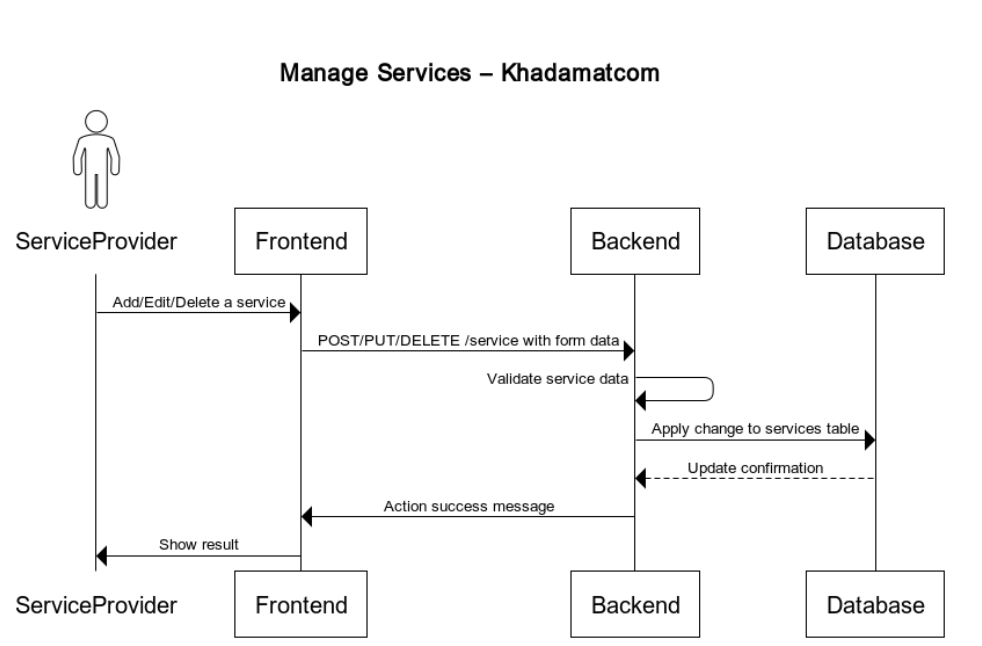 Manage Services – Khadamatcom
ServiceProvider
Frontend
Backend
Database
Add/Edit/Delete a service
POST/PUT/DELETE /service with form data
Validate service data
Apply change to services table
Update confirmation
Action success message
Show result
ServiceProvider
Frontend
Backend
Database